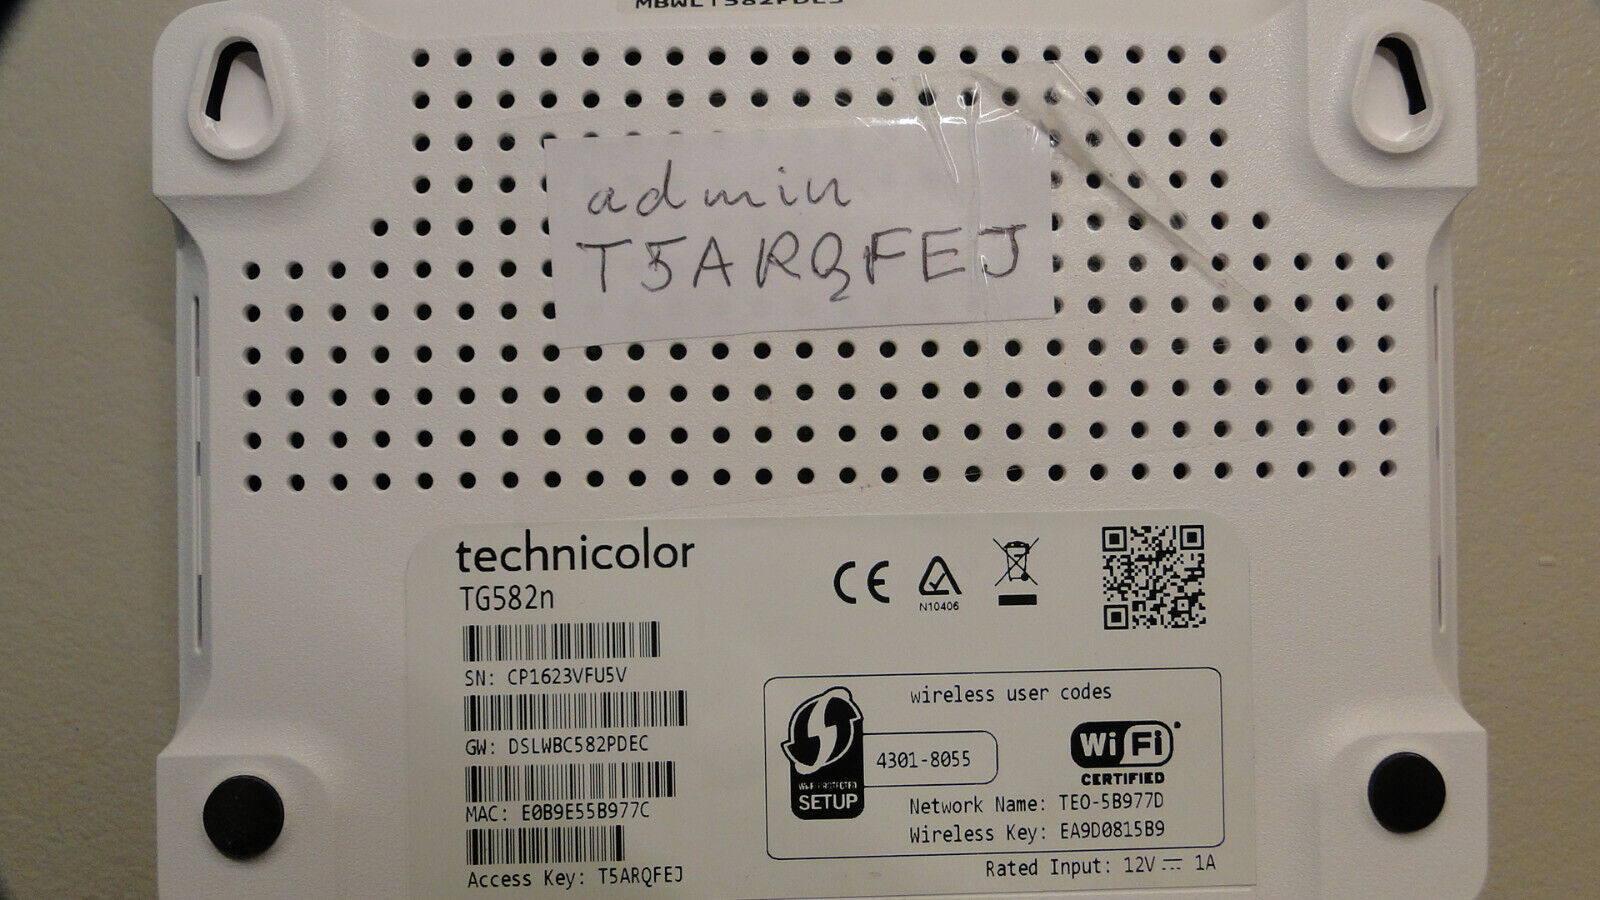 admin
T5ARQFEJ
technicolor
TG582n
SN: CP1623VFU5V
GW: DSLWBC582PDEC
MAC: E0B9E55B977C
Access Key: T5ARQFEJ
CE
N10406
wireless user codes
4301-8055
SETUP
Wi Fi
CERTIFIED
Network Name: TEO-5B977D
Wireless Key: EA9D0815B9
Rated Input: 12V 1A